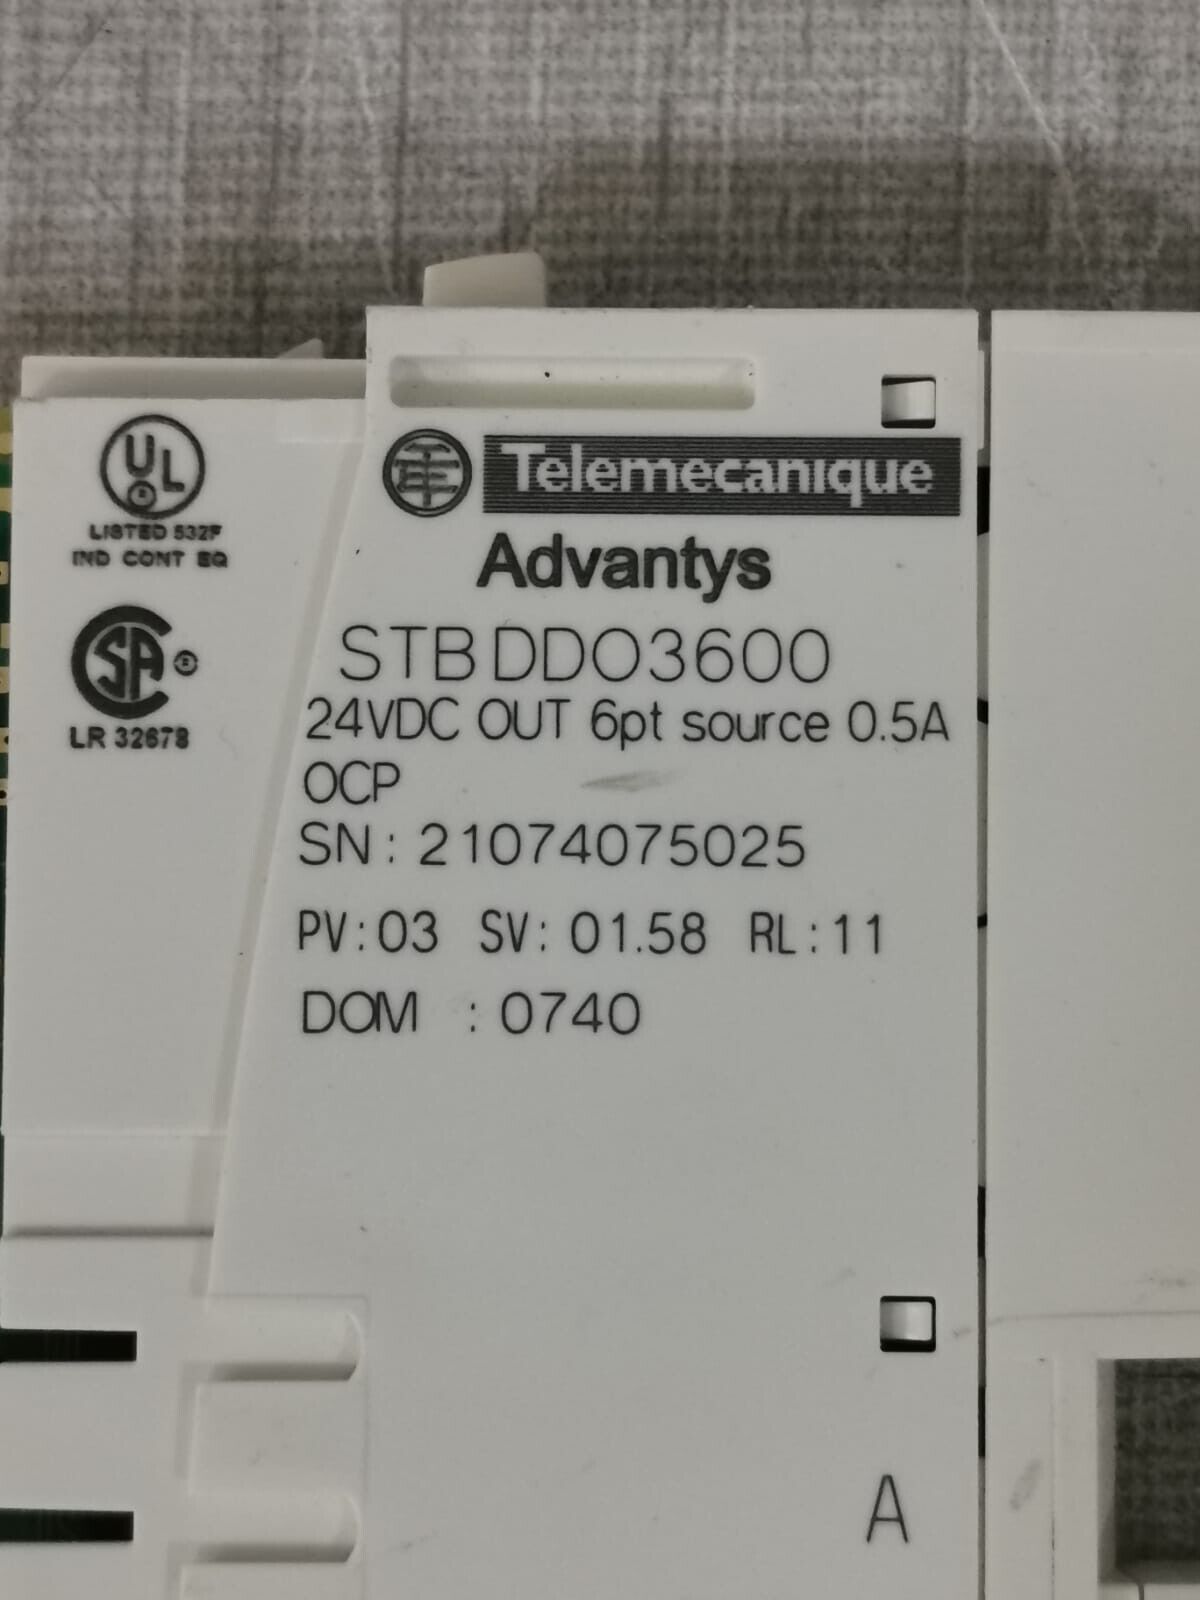 UL
LISTED 532F
IND CONT EQ
SA
LR 32678
Telemecanique
Advantys
STB DDO3600
24VDC OUT 6pt source 0.5A
OCP
SN: 21074075025
PV:03 SV: 01.58 RL:11
DOM : 0740
A